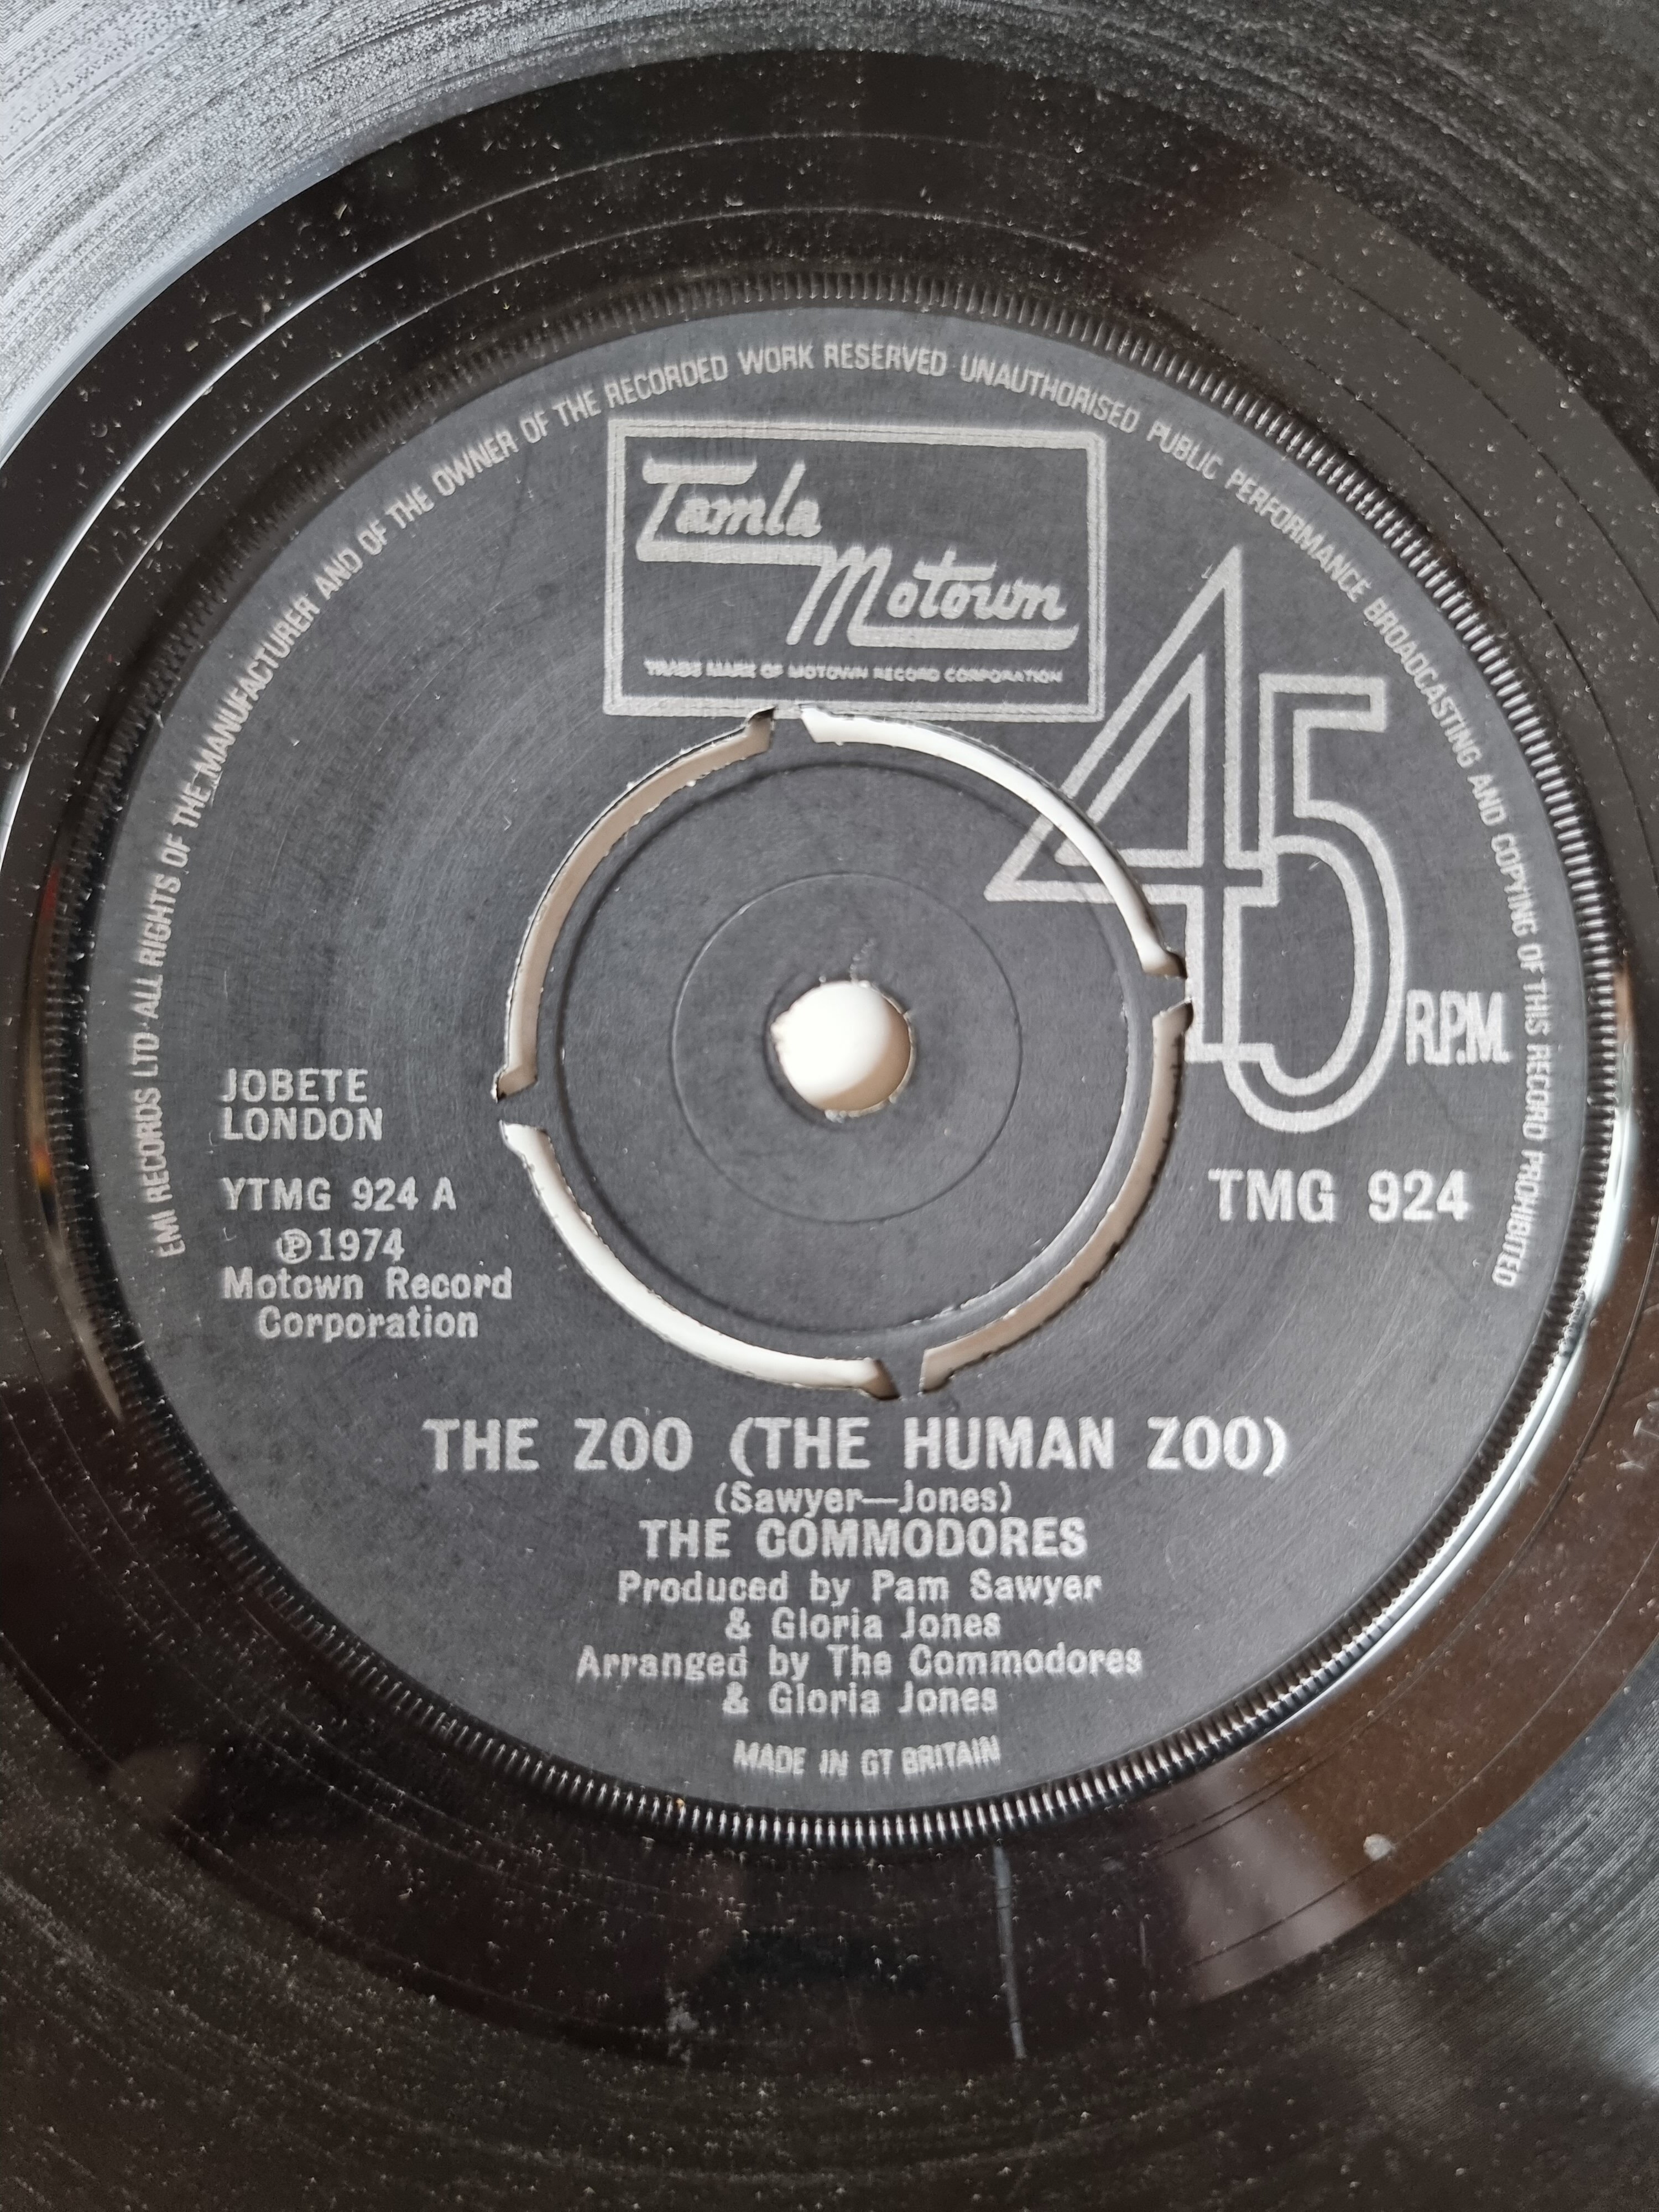 EMI RECORDS LTD · ALL RIGHTS OF THE MANUFACTURER AND OF THE OWNER OF THE RECORDED WORK RESERVED UNAUTHORISED PUBLIC PERFORMANCE BROADCASTING AND COPYING OF THIS RECORD PROHIBITED
Tamla
Motown
TRADE MARK OF MOTOWN RECORD CORPORATION
45 R.P.M.
JOBETE
LONDON
YTMG 924 A
℗1974
Motown Record
Corporation
TMG 924
THE ZOO (THE HUMAN ZOO)
(Sawyer—Jones)
THE COMMODORES
Produced by Pam Sawyer
& Gloria Jones
Arranged by The Commodores
& Gloria Jones
MADE IN GT BRITAIN